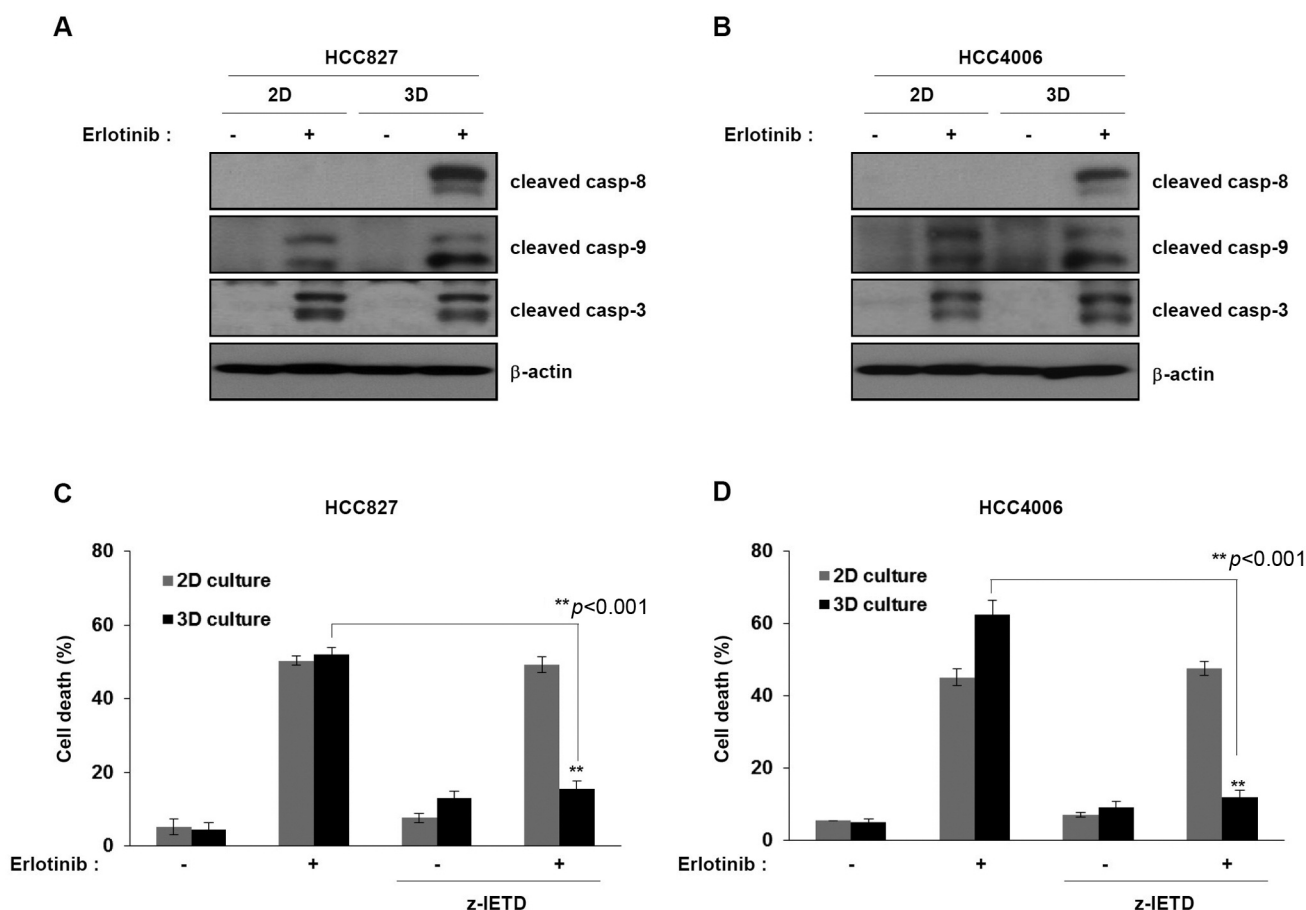 A
HCC827
2D 3D
Erlotinib : - + - +
cleaved casp-8
cleaved casp-9
cleaved casp-3
β-actin
B
HCC4006
2D 3D
Erlotinib : - + - +
cleaved casp-8
cleaved casp-9
cleaved casp-3
β-actin
C
HCC827
Cell death (%)
80
60
40
20
0
2D culture
3D culture
**p<0.001
**
Erlotinib : - + - +
z-IETD
D
HCC4006
Cell death (%)
80
60
40
20
0
2D culture
3D culture
**p<0.001
**
Erlotinib : - + - +
z-IETD